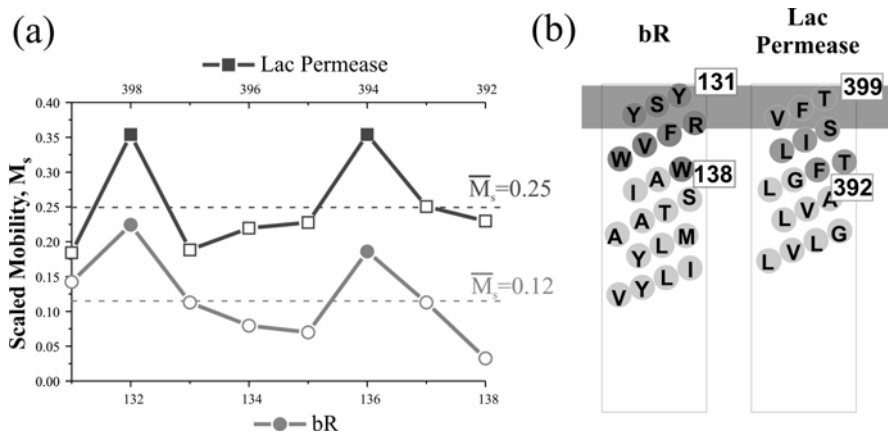 (a)
Lac Permease
398 396 394 392
0.40
0.35
0.30
0.25
0.20
0.15
0.10
0.05
0.00
Scaled Mobility, Ms
M̅s=0.25
M̅s=0.12
132 134 136 138
bR
(b)
bR
Y S Y 131
W V F R
I A W 138
A A T S
Y L M
V Y L I
Lac
Permease
V F T 399
L I S
L G F T
392
L V A
L V L G